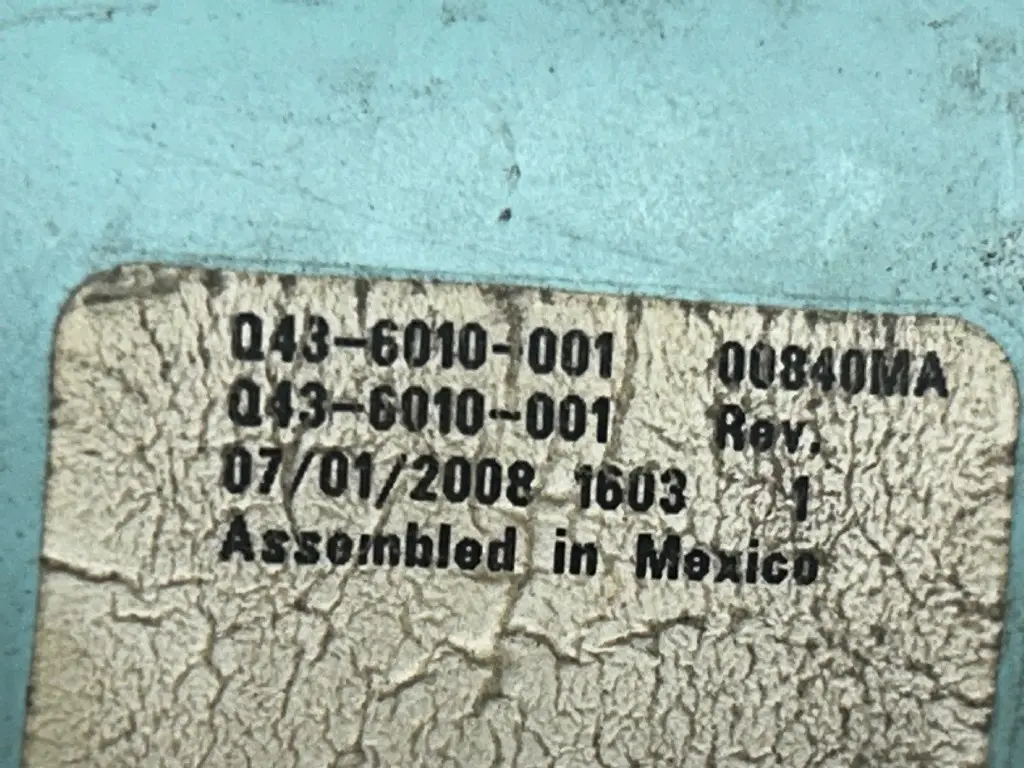 Q43-6010-001 00840MA
Q43-6010-001 Rev.
07/01/2008 1603 1
Assembled in Mexico